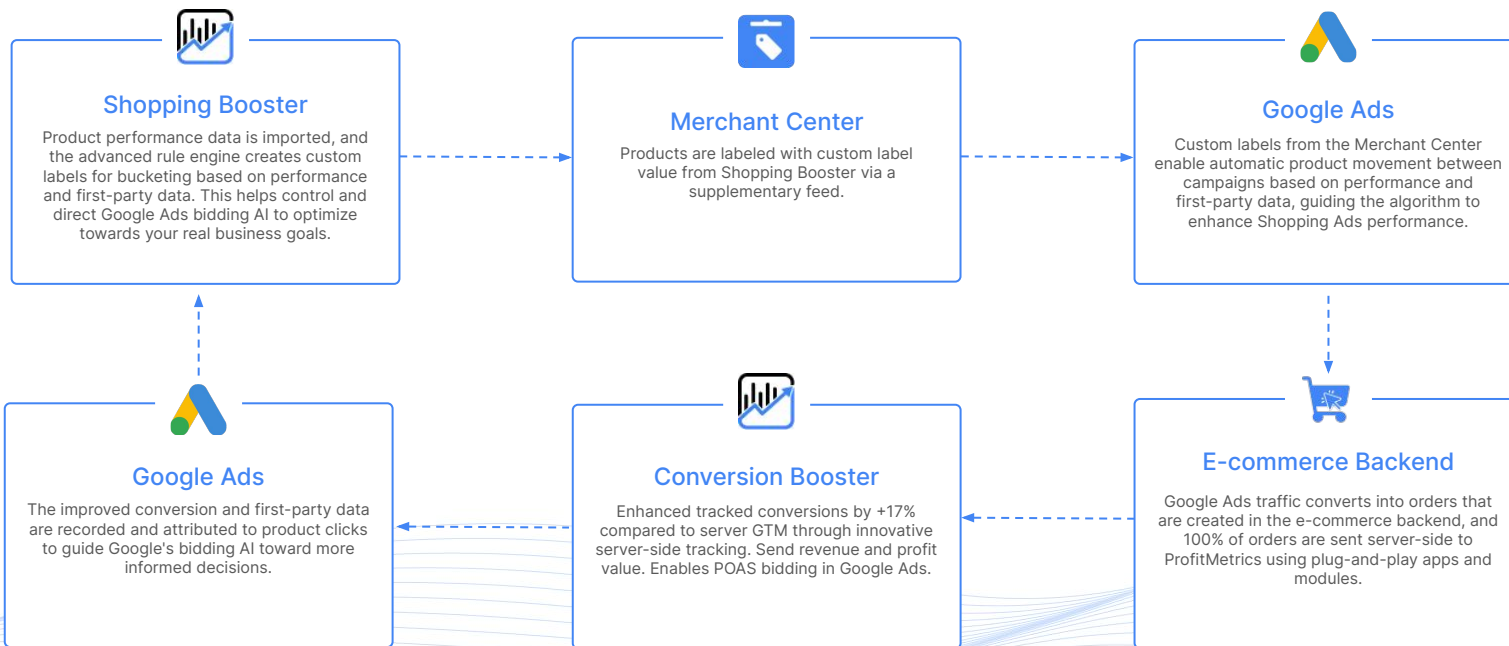 Shopping Booster
Product performance data is imported, and
the advanced rule engine creates custom
labels for bucketing based on performance
and first-party data. This helps control and
direct Google Ads bidding AI to optimize
towards your real business goals.
Merchant Center
Products are labeled with custom label
value from Shopping Booster via a
supplementary feed.
Google Ads
Custom labels from the Merchant Center
enable automatic product movement between
campaigns based on performance and
first-party data, guiding the algorithm to
enhance Shopping Ads performance.
Google Ads
The improved conversion and first-party data
are recorded and attributed to product clicks
to guide Google's bidding AI toward more
informed decisions.
Conversion Booster
Enhanced tracked conversions by +17%
compared to server GTM through innovative
server-side tracking. Send revenue and profit
value. Enables POAS bidding in Google Ads.
E-commerce Backend
Google Ads traffic converts into orders that
are created in the e-commerce backend, and
100% of orders are sent server-side to
ProfitMetrics using plug-and-play apps and
modules.